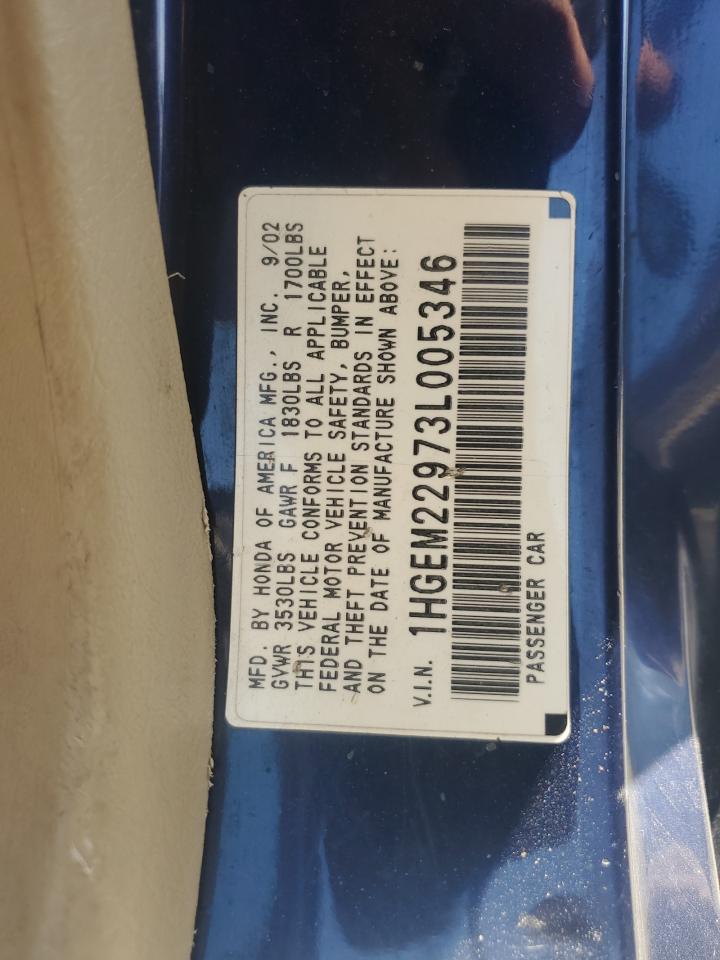 MFD. BY HONDA OF AMERICA MFG., INC. 9/02
GVWR 3530LBS GAWR F 1830LBS R 1700LBS
THIS VEHICLE CONFORMS TO ALL APPLICABLE
FEDERAL MOTOR VEHICLE SAFETY, BUMPER,
AND THEFT PREVENTION STANDARDS IN EFFECT
ON THE DATE OF MANUFACTURE SHOWN ABOVE:
V.I.N. 1HGEM22973L005346
PASSENGER CAR